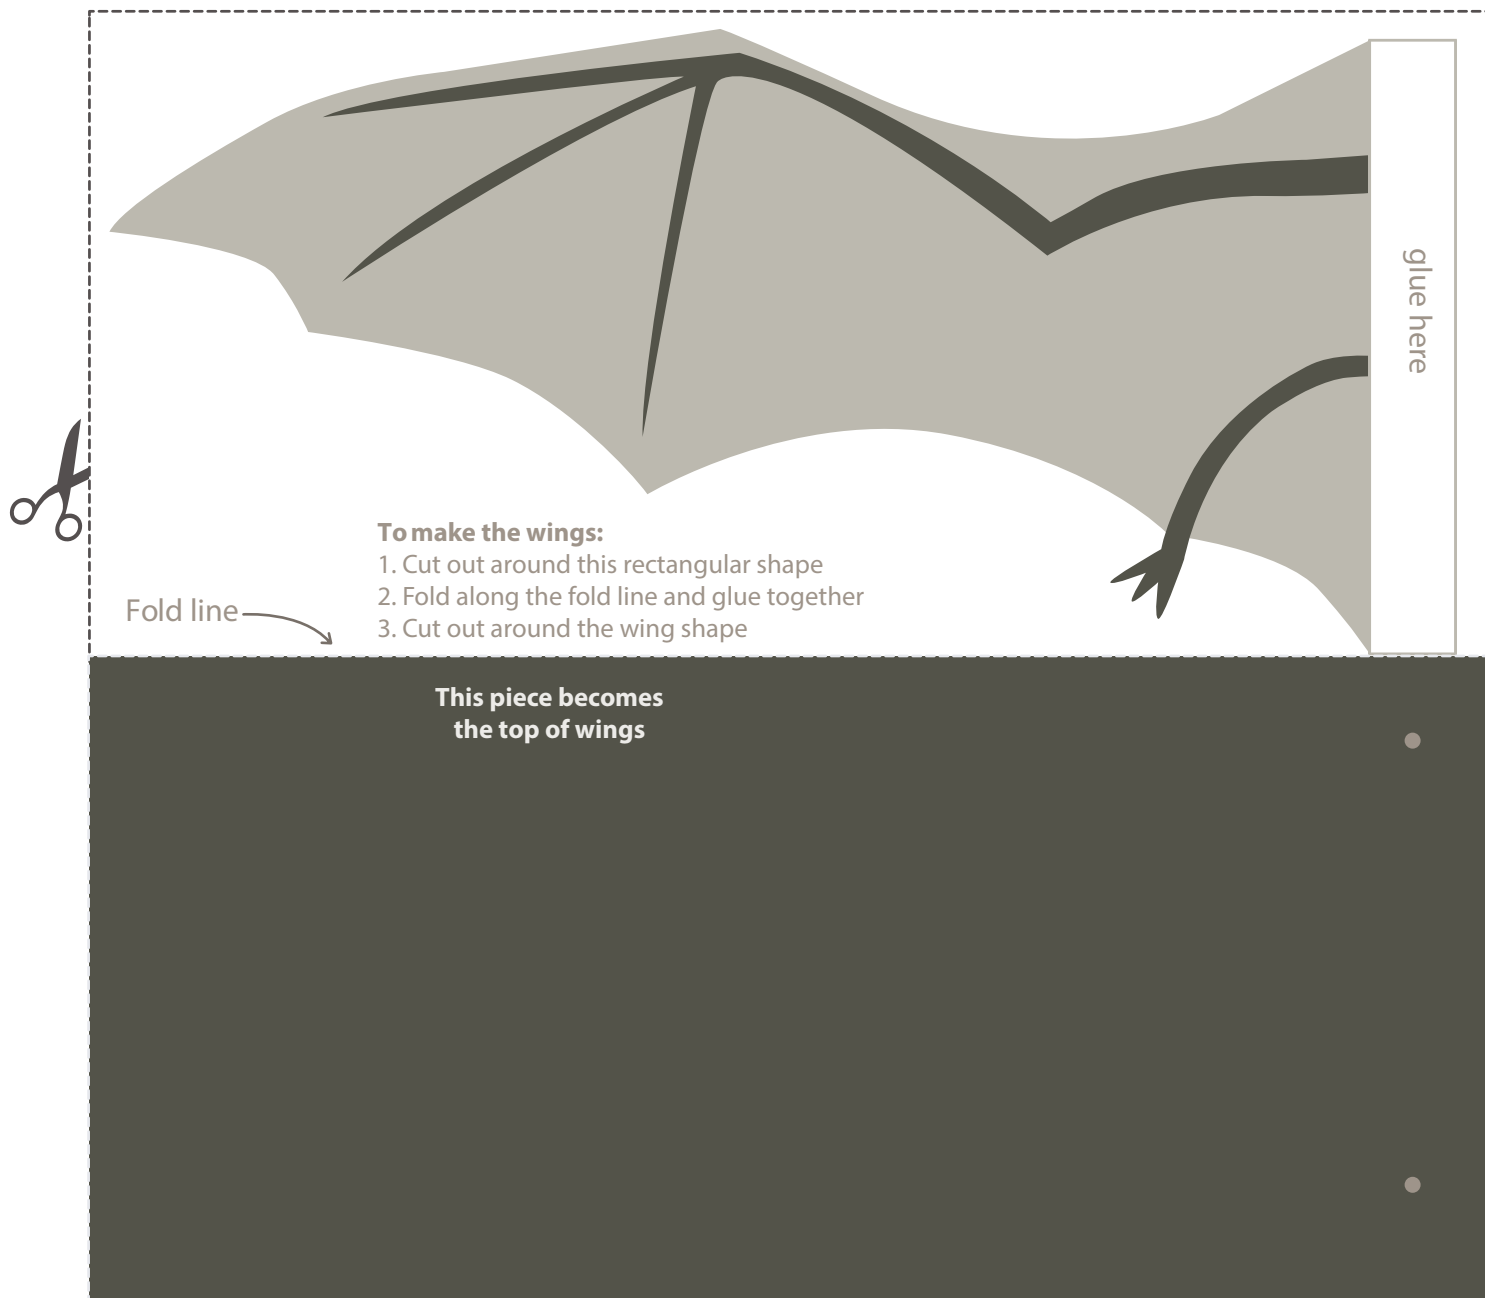 glue here
To make the wings:
1. Cut out around this rectangular shape
2. Fold along the fold line and glue together
3. Cut out around the wing shape
Fold line
This piece becomes
the top of wings